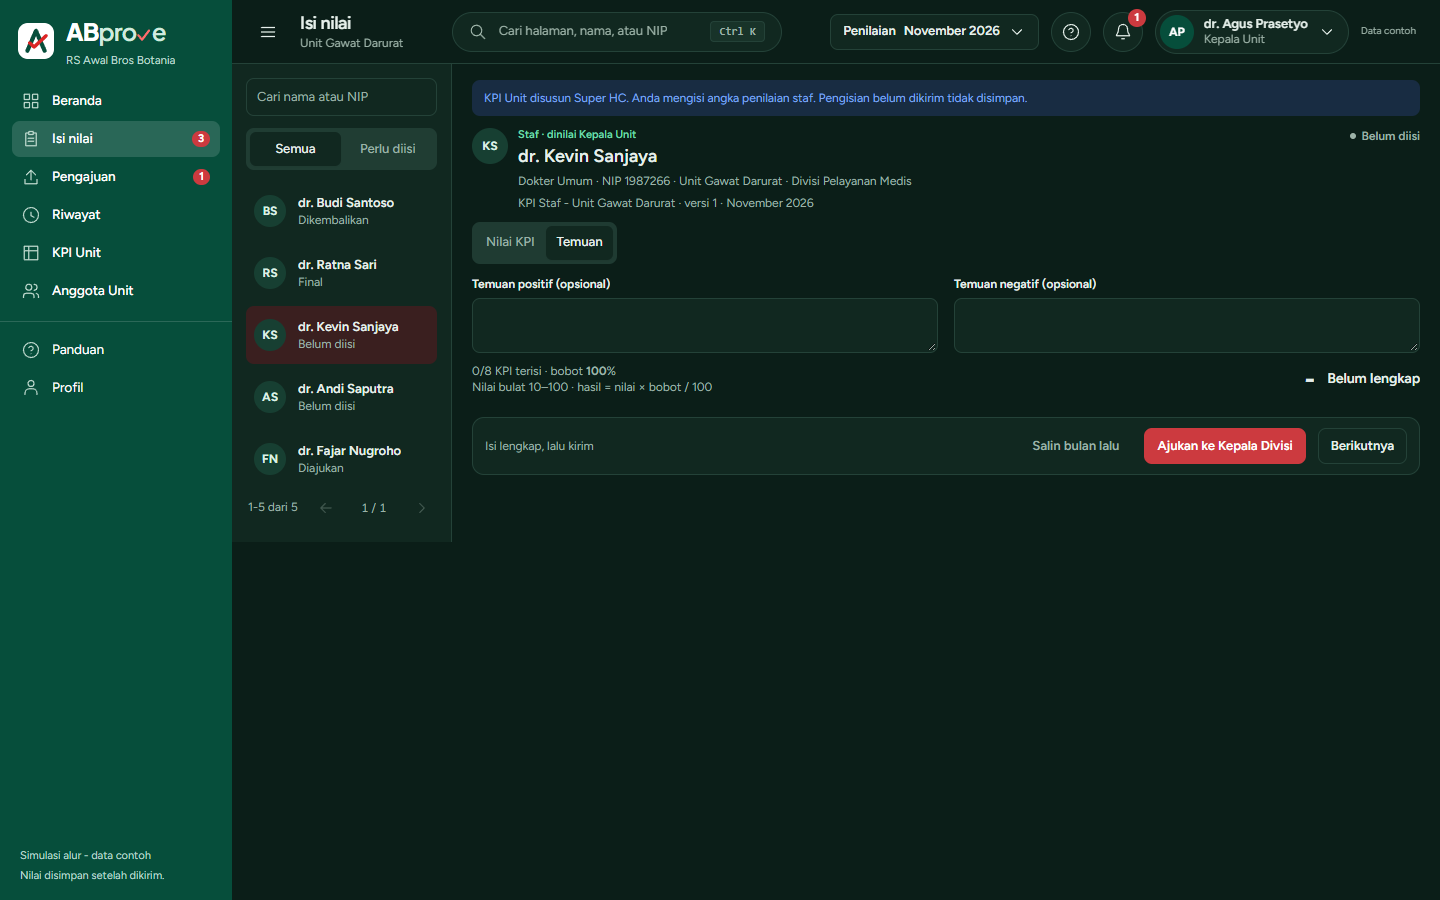 ABprove
RS Awal Bros Botania
Beranda
Isi nilai
3
Pengajuan
1
Riwayat
KPI Unit
Anggota Unit
Panduan
Profil
Simulasi alur - data contoh
Nilai disimpan setelah dikirim.
Isi nilai
Unit Gawat Darurat
Cari halaman, nama, atau NIP
Ctrl K
Penilaian November 2026
1
AP
dr. Agus Prasetyo
Kepala Unit
Data contoh
Cari nama atau NIP
Semua
Perlu diisi
BS
dr. Budi Santoso
Dikembalikan
RS
dr. Ratna Sari
Final
KS
dr. Kevin Sanjaya
Belum diisi
AS
dr. Andi Saputra
Belum diisi
FN
dr. Fajar Nugroho
Diajukan
1-5 dari 5
1 / 1
KPI Unit disusun Super HC. Anda mengisi angka penilaian staf. Pengisian belum dikirim tidak disimpan.
KS
Staf · dinilai Kepala Unit
dr. Kevin Sanjaya
Dokter Umum · NIP 1987266 · Unit Gawat Darurat · Divisi Pelayanan Medis
KPI Staf - Unit Gawat Darurat · versi 1 · November 2026
Belum diisi
Nilai KPI
Temuan
Temuan positif (opsional)
Temuan negatif (opsional)
0/8 KPI terisi · bobot 100%
Nilai bulat 10–100 · hasil = nilai × bobot / 100
– Belum lengkap
Isi lengkap, lalu kirim
Salin bulan lalu
Ajukan ke Kepala Divisi
Berikutnya